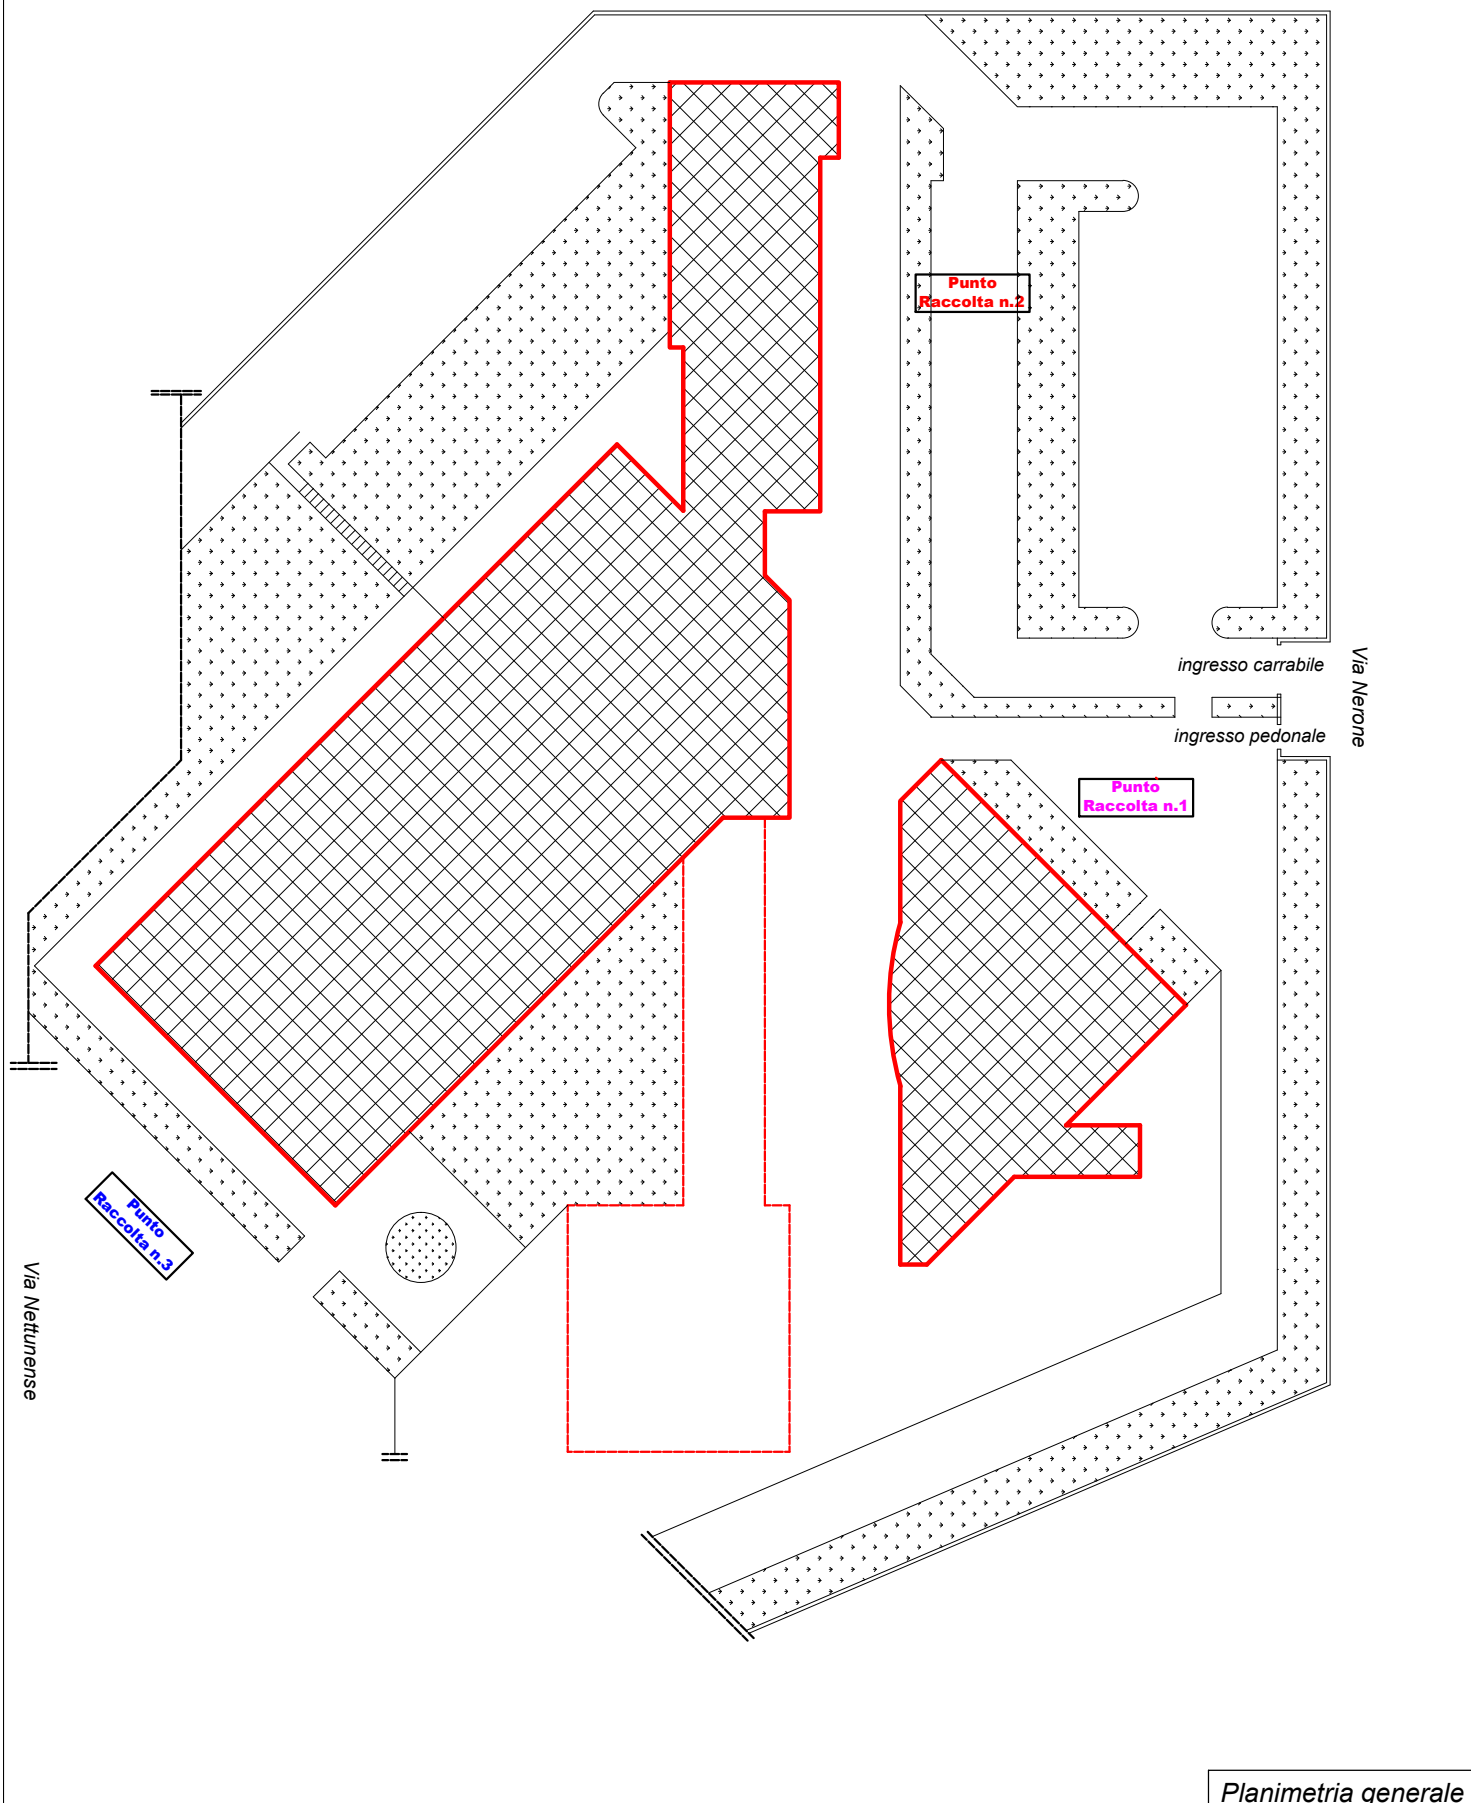 Punto
Raccolta n.2
ingresso carrabile
Via Nerone
ingresso pedonale
Punto
Raccolta n.1
Punto
Raccolta n.3
Via Nettunense
Planimetria generale